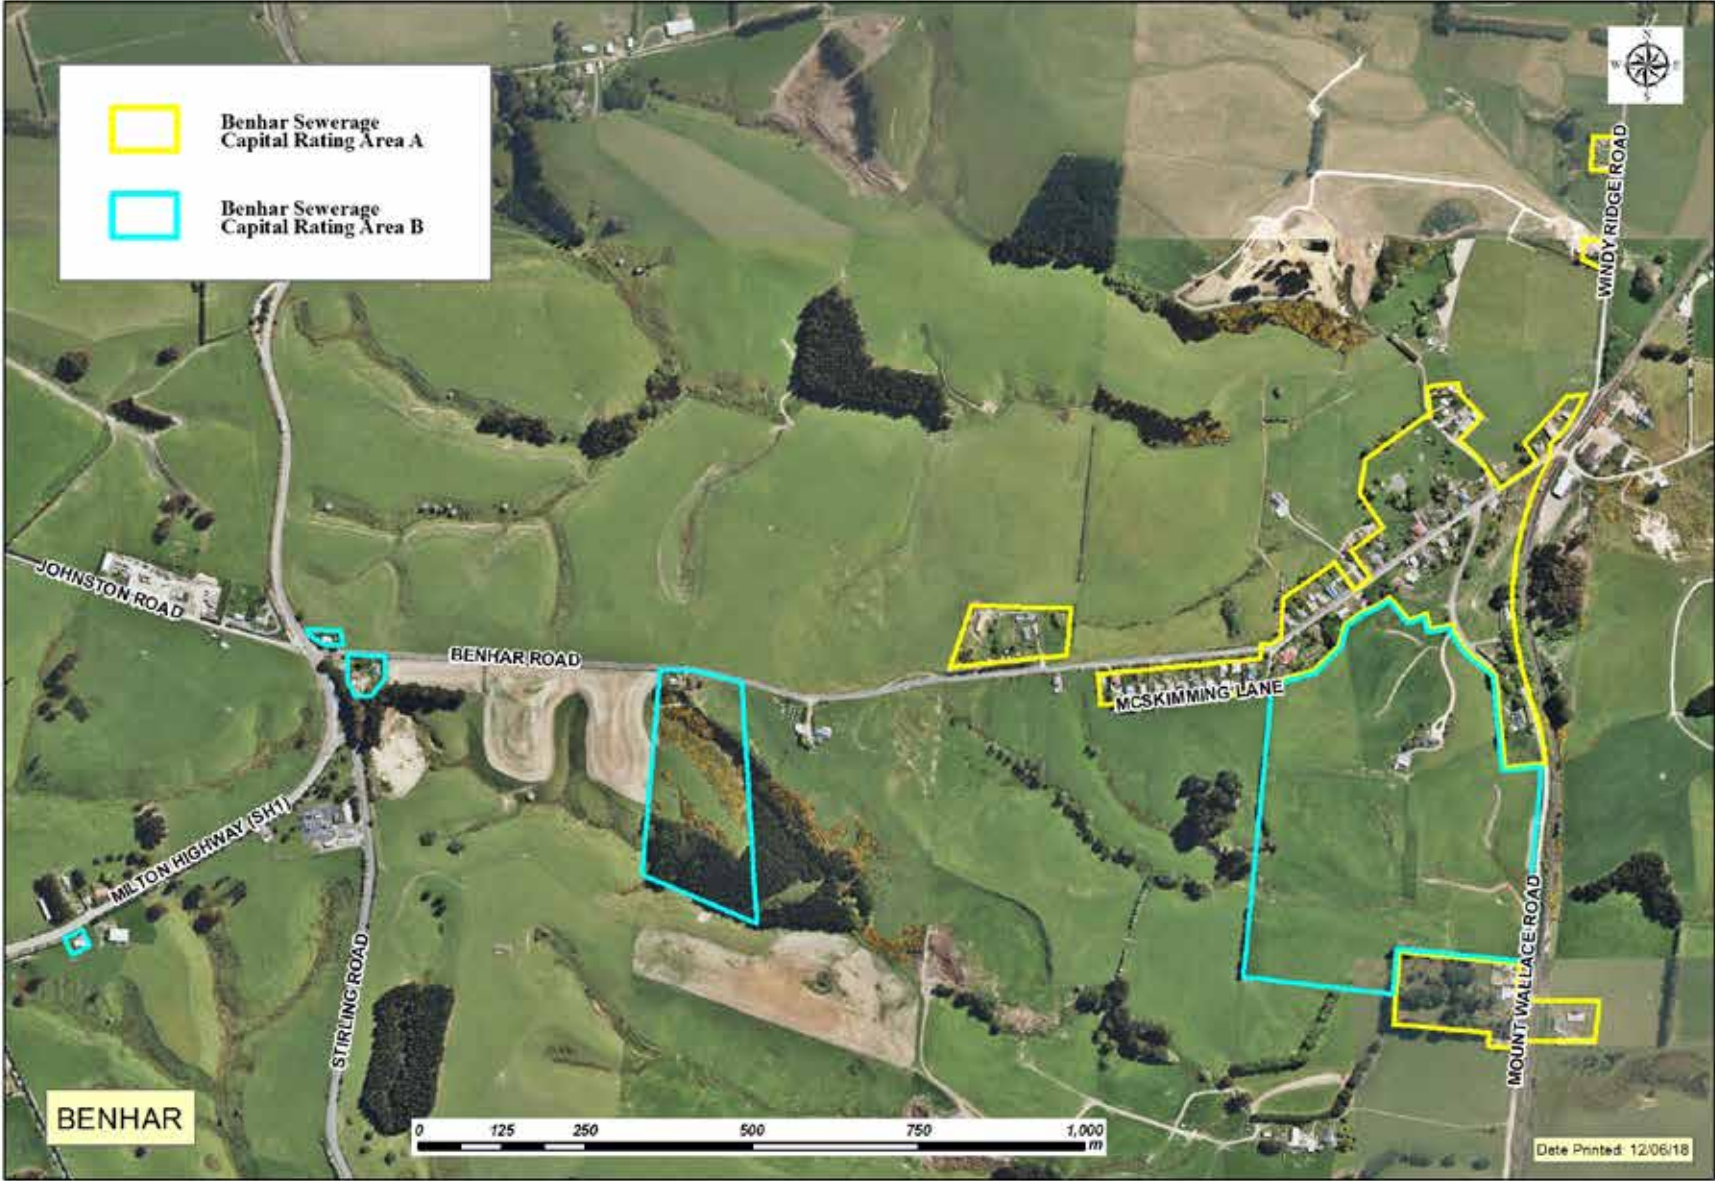 Benhar Sewerage
Capital Rating Area A
Benhar Sewerage
Capital Rating Area B
S
W
E
S
WINDY RIDGE ROAD
JOHNSTON ROAD
BENHAR ROAD
MCSKIMMING LANE
MILTON HIGHWAY (SH1)
STIRLING ROAD
MOUNT WALLACE ROAD
BENHAR
0 125 250 500 750 1,000
m
Date Printed: 12/06/18